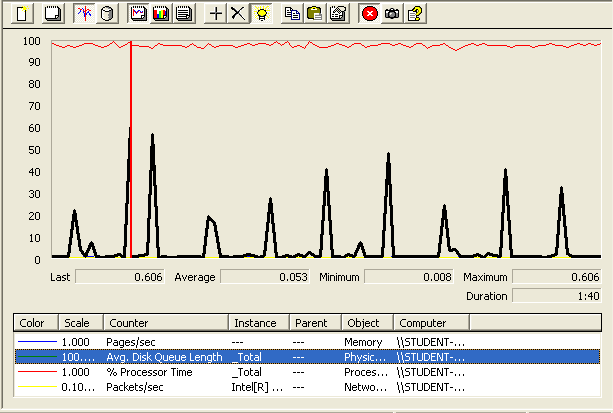 100
90
80
70
60
50
40
30
20
10
0
Last 0.606 Average 0.053 Minimum 0.008 Maximum 0.606
Duration 1:40
Color Scale Counter Instance Parent Object Computer
1.000 Pages/sec --- --- Memory \\STUDENT-...
100.... Avg. Disk Queue Length _Total --- Physic... \\STUDENT-...
1.000 % Processor Time _Total --- Proces... \\STUDENT-...
0.10... Packets/sec Intel[R] ... --- Netwo... \\STUDENT-...